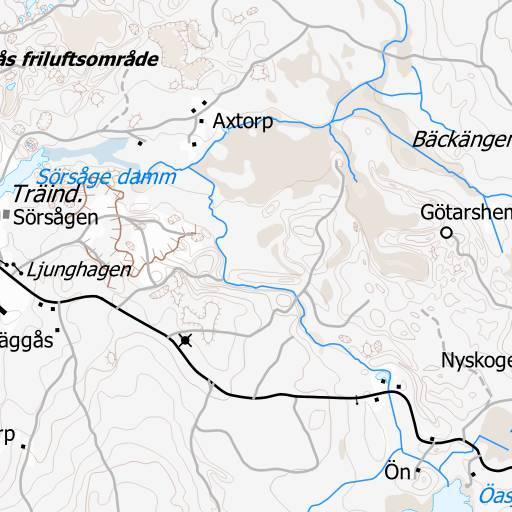 ås friluftsområde
Axtorp
Bäckängen
Sörsåge damm
Träind.
Sörsågen
Götarshem
Ljunghagen
äggås
Nyskoge
rp
Ön
Öas